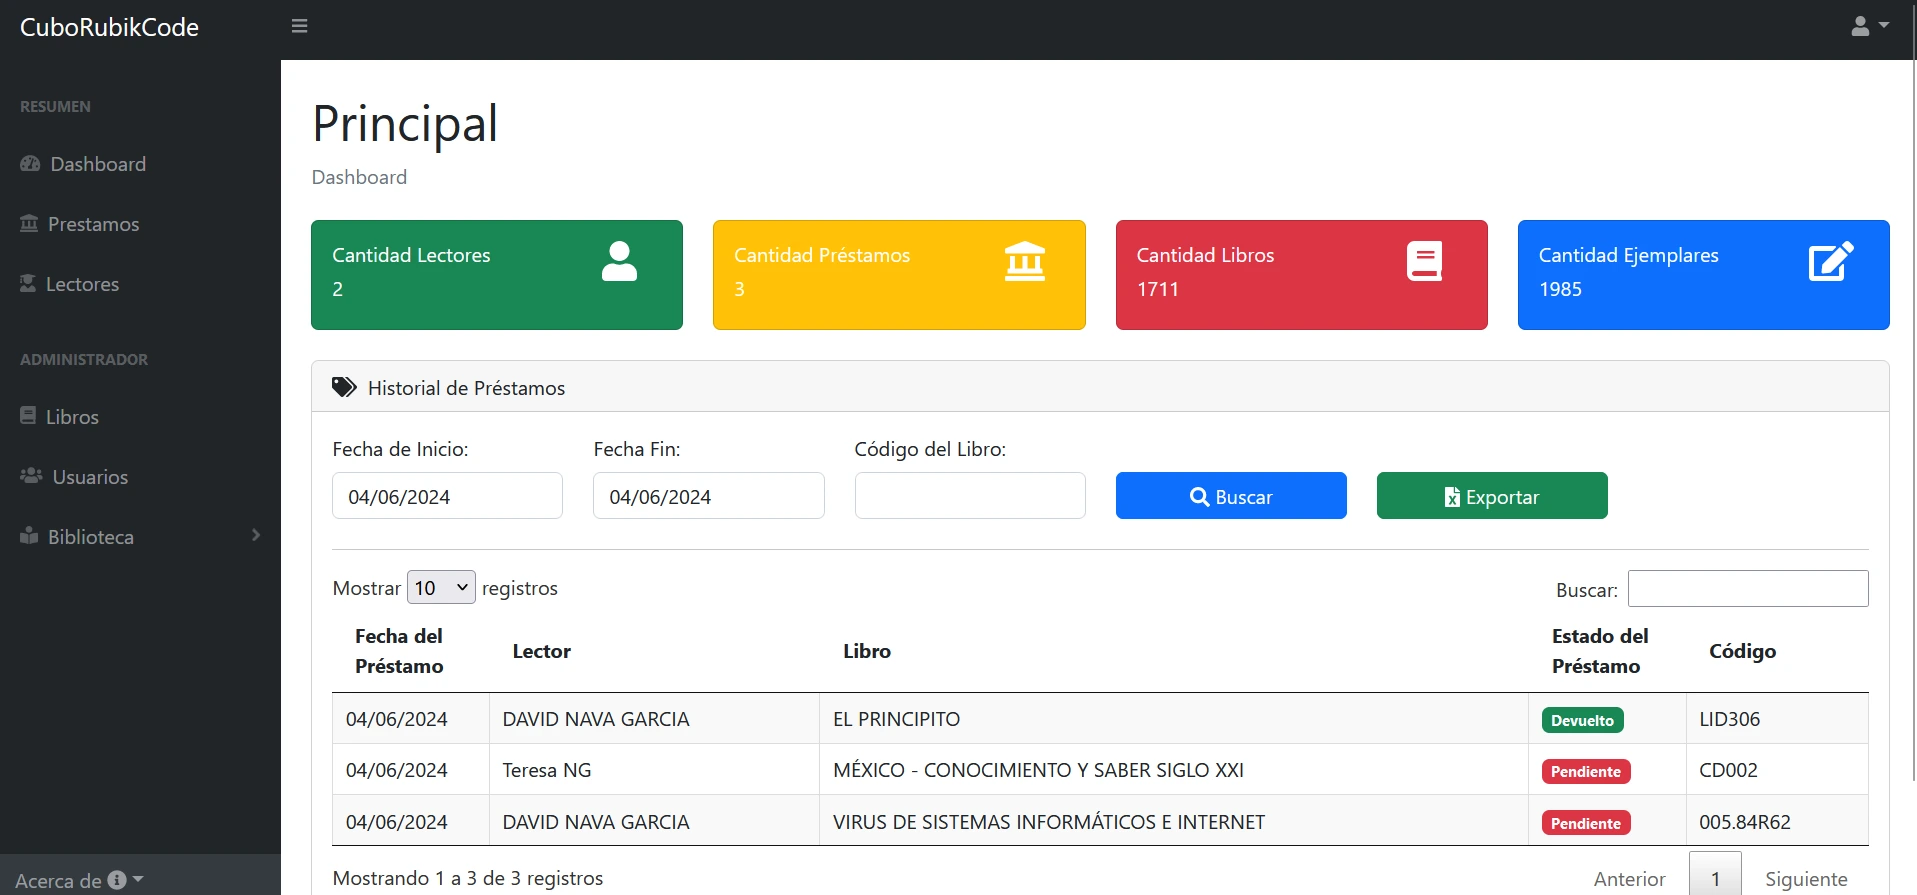 CuboRubikCode
RESUMEN
Dashboard
Prestamos
Lectores
ADMINISTRADOR
Libros
Usuarios
Biblioteca
Acerca de
Principal
Dashboard
Cantidad Lectores
2
Cantidad Préstamos
3
Cantidad Libros
1711
Cantidad Ejemplares
1985
Historial de Préstamos
Fecha de Inicio: Fecha Fin: Código del Libro:
04/06/2024 04/06/2024 Buscar Exportar
Mostrar 10 registros Buscar:
Fecha del Préstamo Lector Libro Estado del Préstamo Código
04/06/2024 DAVID NAVA GARCIA EL PRINCIPITO Devuelto LID306
04/06/2024 Teresa NG MÉXICO - CONOCIMIENTO Y SABER SIGLO XXI Pendiente CD002
04/06/2024 DAVID NAVA GARCIA VIRUS DE SISTEMAS INFORMÁTICOS E INTERNET Pendiente 005.84R62
Mostrando 1 a 3 de 3 registros Anterior 1 Siguiente